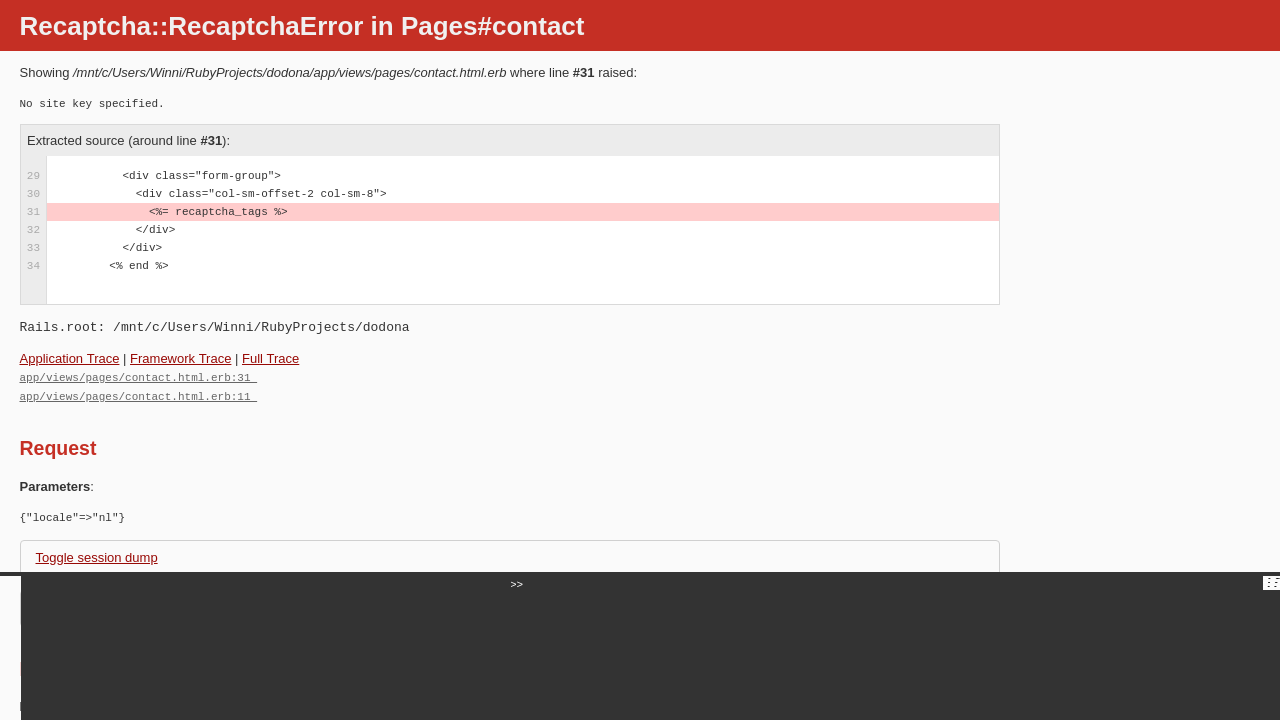 Recaptcha::RecaptchaError in Pages#contact
Showing /mnt/c/Users/Winni/RubyProjects/dodona/app/views/pages/contact.html.erb where line #31 raised:
No site key specified.
Extracted source (around line #31):
29 <div class="form-group">
30 <div class="col-sm-offset-2 col-sm-8">
31 <%= recaptcha_tags %>
32 </div>
33 </div>
34 <% end %>
Rails.root: /mnt/c/Users/Winni/RubyProjects/dodona
Application Trace | Framework Trace | Full Trace
app/views/pages/contact.html.erb:31
app/views/pages/contact.html.erb:11
Request
Parameters:
{"locale"=>"nl"}
Toggle session dump
>>